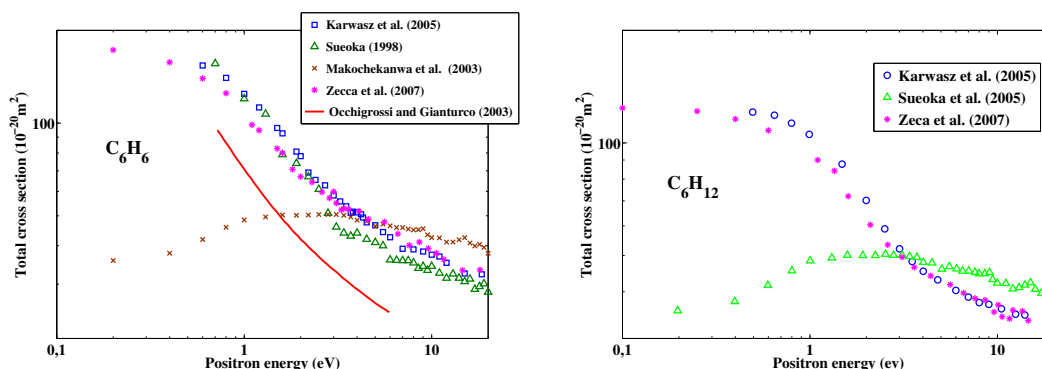 Karwasz et al. (2005)
Sueoka (1998)
Makochekanwa et al. (2003)
Zecca et al. (2007)
Occhigrossi and Gianturco (2003)
Total cross section (10⁻²⁰m²)
100
C₆H₆
0,1
1
10
Positron energy (eV)
Karwasz et al. (2005)
Sueoka et al. (2005)
Zeca et al. (2007)
Total cross section (10⁻²⁰m²)
100
C₆H₁₂
0,1
1
10
Positron energy (ev)